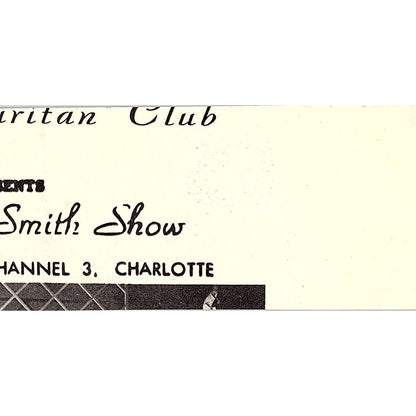 uritan Club
SENTS
Smith Show
HANNEL 3, CHARLOTTE